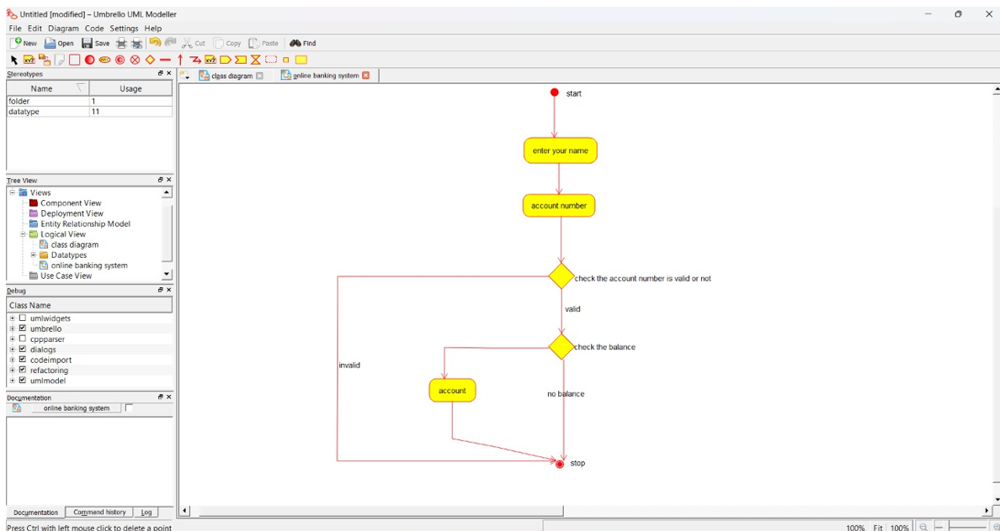 Untitled [modified] – Umbrello UML Modeller
File Edit Diagram Code Settings Help
New Open Save Cut Copy Paste Find
Stereotypes
Name Usage
folder 1
datatype 11
Tree View
Views
Component View
Deployment View
Entity Relationship Model
Logical View
class diagram
Datatypes
online banking system
Use Case View
Debug
Class Name
umlwidgets
umbrello
cppparser
dialogs
codeimport
refactoring
umlmodel
Documentation
online banking system
Documentation Command history Log
Press Ctrl with left mouse click to delete a point
class diagram online banking system
start
enter your name
account number
check the account number is valid or not
valid
check the balance
invalid
account
no balance
stop
100% Fit 100%